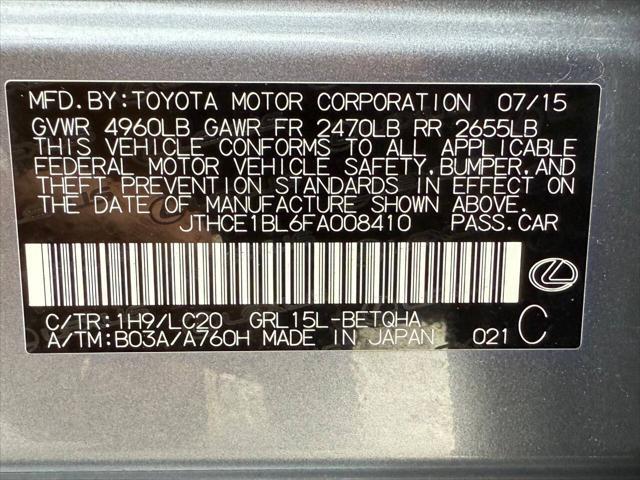 MFD.BY:TOYOTA MOTOR CORPORATION 07/15
GVWR 4960LB GAWR FR 2470LB RR 2655LB
THIS VEHICLE CONFORMS TO ALL APPLICABLE
FEDERAL MOTOR VEHICLE SAFETY,BUMPER,AND
THEFT PREVENTION STANDARDS IN EFFECT ON
THE DATE OF MANUFACTURE SHOWN ABOVE.
JTHCE1BL6FA008410 PASS.CAR
C/TR:1H9/LC20 GRL15L-BETQHA
A/TM:B03A/A760H MADE IN JAPAN 021 C